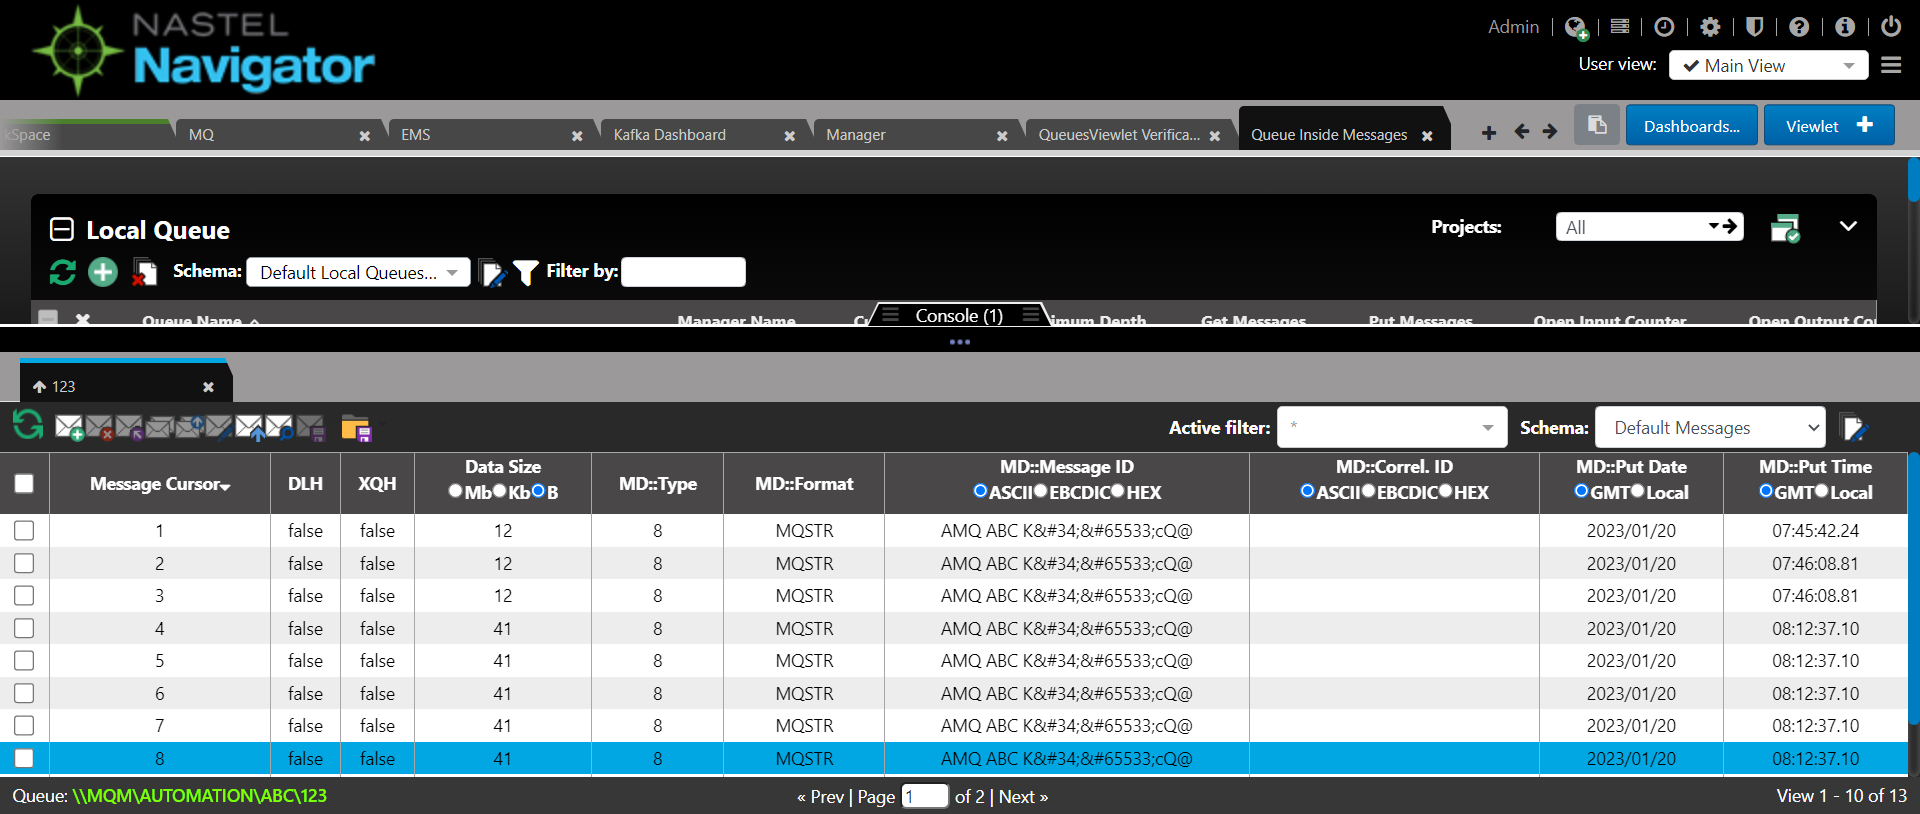 NASTEL
Navigator
Admin
User view: Main View
kSpace
MQ
EMS
Kafka Dashboard
Manager
QueuesViewlet Verifica...
Queue Inside Messages
Dashboards...
Viewlet
Local Queue
Projects: All
Schema: Default Local Queues... Filter by:
Queue Name Manager Name Cu imum Depth Get Messages Put Messages Open Input Counter Open Output Co
Console (1)
123
Active filter: * Schema: Default Messages
Message Cursor DLH XQH Data Size Mb Kb B MD::Type MD::Format MD::Message ID ASCII EBCDIC HEX MD::Correl. ID ASCII EBCDIC HEX MD::Put Date GMT Local MD::Put Time GMT Local
1 false false 12 8 MQSTR AMQ ABC K&#34;&#65533;cQ@ 2023/01/20 07:45:42.24
2 false false 12 8 MQSTR AMQ ABC K&#34;&#65533;cQ@ 2023/01/20 07:46:08.81
3 false false 12 8 MQSTR AMQ ABC K&#34;&#65533;cQ@ 2023/01/20 07:46:08.81
4 false false 41 8 MQSTR AMQ ABC K&#34;&#65533;cQ@ 2023/01/20 08:12:37.10
5 false false 41 8 MQSTR AMQ ABC K&#34;&#65533;cQ@ 2023/01/20 08:12:37.10
6 false false 41 8 MQSTR AMQ ABC K&#34;&#65533;cQ@ 2023/01/20 08:12:37.10
7 false false 41 8 MQSTR AMQ ABC K&#34;&#65533;cQ@ 2023/01/20 08:12:37.10
8 false false 41 8 MQSTR AMQ ABC K&#34;&#65533;cQ@ 2023/01/20 08:12:37.10
Queue: \\MQM\AUTOMATION\ABC\123 « Prev | Page 1 of 2 | Next » View 1 - 10 of 13